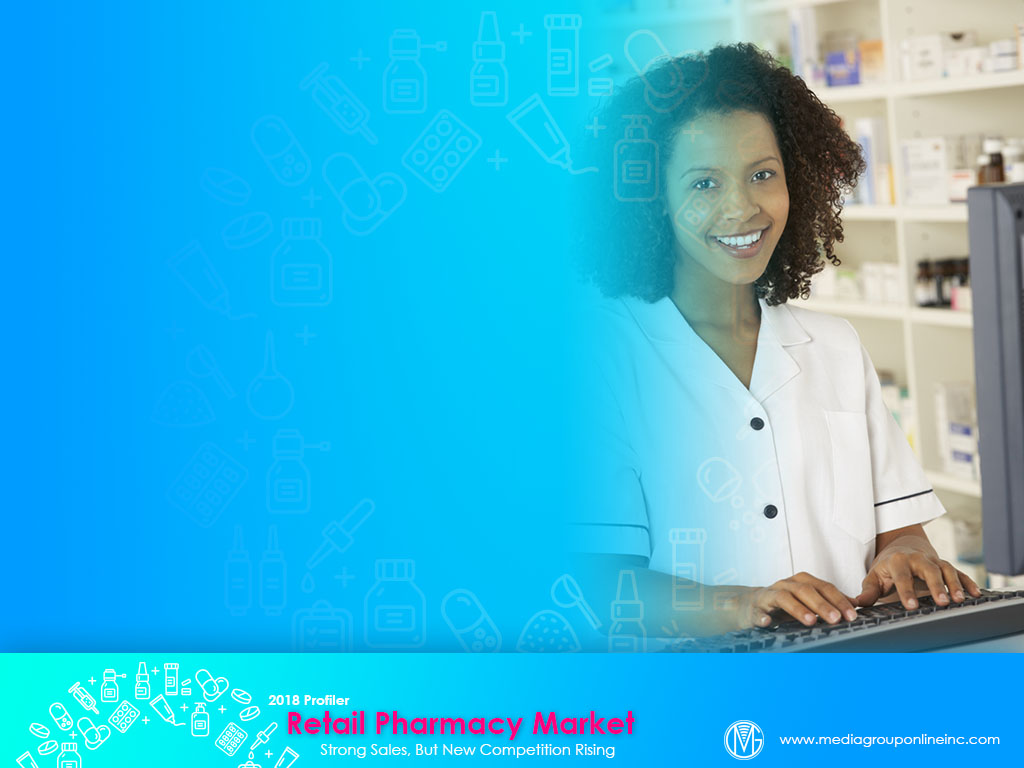 2018 Profiler
Retail Pharmacy Market
Strong Sales, But New Competition Rising
www.mediagrouponlineinc.com